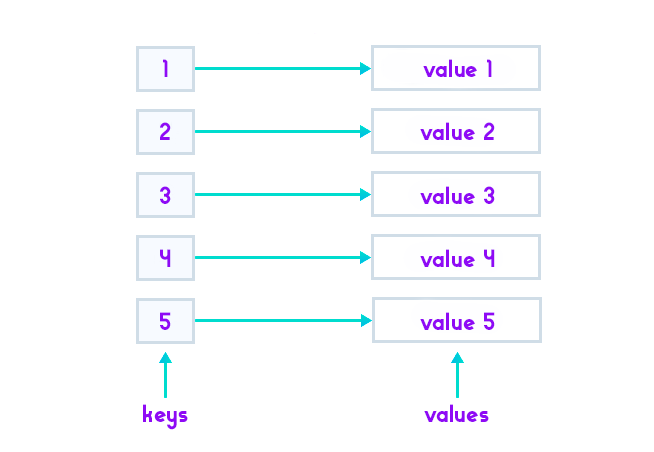 1 value 1
2 value 2
3 value 3
4 value 4
5 value 5
keys values